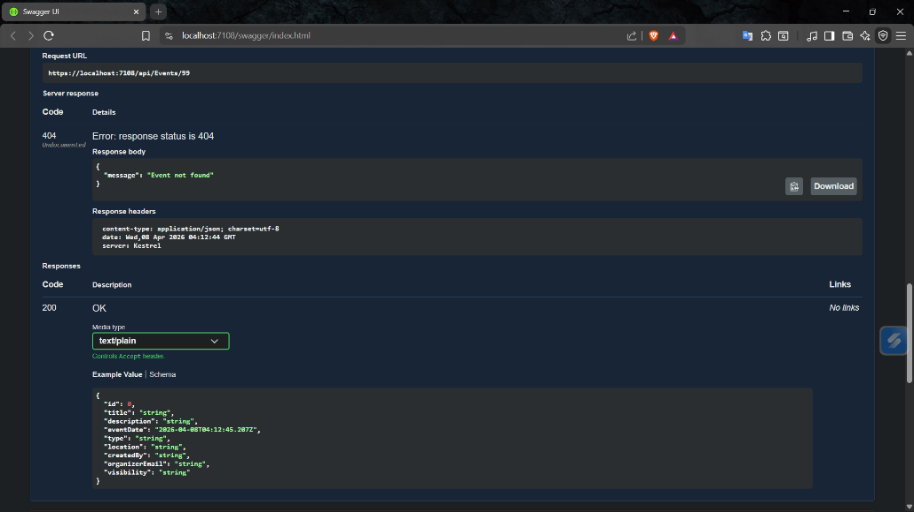 Swagger UI
localhost:7108/swagger/index.html
Request URL
https://localhost:7108/api/Events/99
Server response
Code Details
404 Error: response status is 404
Undocumented
Response body
{
"message": "Event not found"
}
Download
Response headers
content-type: application/json; charset=utf-8
date: Wed,08 Apr 2026 04:12:44 GMT
server: Kestrel
Responses
Code Description Links
200 OK No links
Media type
text/plain
Controls Accept header.
Example Value | Schema
{
"id": 0,
"title": "string",
"description": "string",
"eventDate": "2026-04-08T04:12:45.207Z",
"type": "string",
"location": "string",
"createdBy": "string",
"organizerEmail": "string",
"visibility": "string"
}